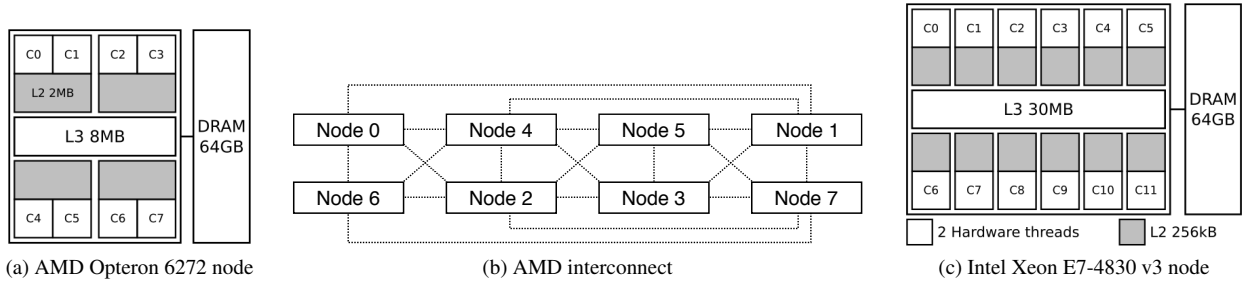 C0 C1 C2 C3
L2 2MB
L3 8MB
DRAM
64GB
C4 C5 C6 C7
(a) AMD Opteron 6272 node
Node 0 Node 4 Node 5 Node 1
Node 6 Node 2 Node 3 Node 7
(b) AMD interconnect
C0 C1 C2 C3 C4 C5
L3 30MB
DRAM
64GB
C6 C7 C8 C9 C10 C11
2 Hardware threads L2 256kB
(c) Intel Xeon E7-4830 v3 node